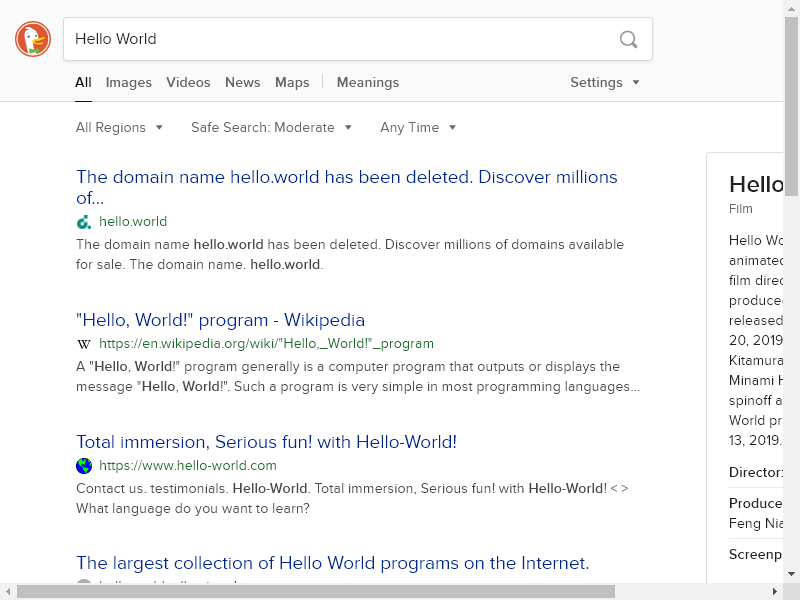 Hello World
All Images Videos News Maps Meanings Settings
All Regions Safe Search: Moderate Any Time
The domain name hello.world has been deleted. Discover millions
of...
hello.world
The domain name hello.world has been deleted. Discover millions of domains available
for sale. The domain name. hello.world.
"Hello, World!" program - Wikipedia
W https://en.wikipedia.org/wiki/"Hello,_World!"_program
A "Hello, World!" program generally is a computer program that outputs or displays the
message "Hello, World!". Such a program is very simple in most programming languages...
Total immersion, Serious fun! with Hello-World!
https://www.hello-world.com
Contact us. testimonials. Hello-World. Total immersion, Serious fun! with Hello-World! < >
What language do you want to learn?
The largest collection of Hello World programs on the Internet.
Hello
Film
Hello Wo
animated
film direc
produced
released
20, 2019
Kitamura
Minami H
spinoff a
World pr
13, 2019.
Director:
Produce
Feng Nia
Screenp